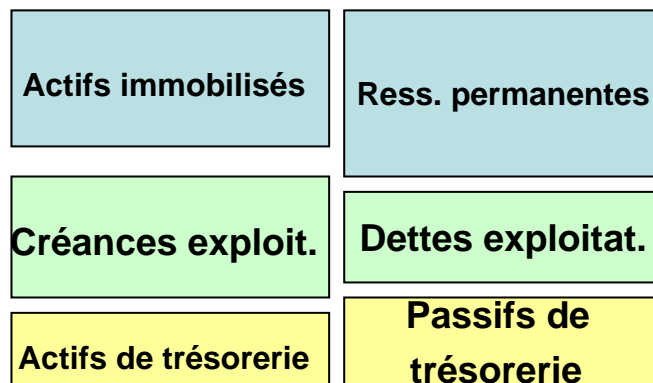 Actifs immobilisés
Ress. permanentes
Créances exploit.
Dettes exploitat.
Actifs de trésorerie
Passifs de
trésorerie